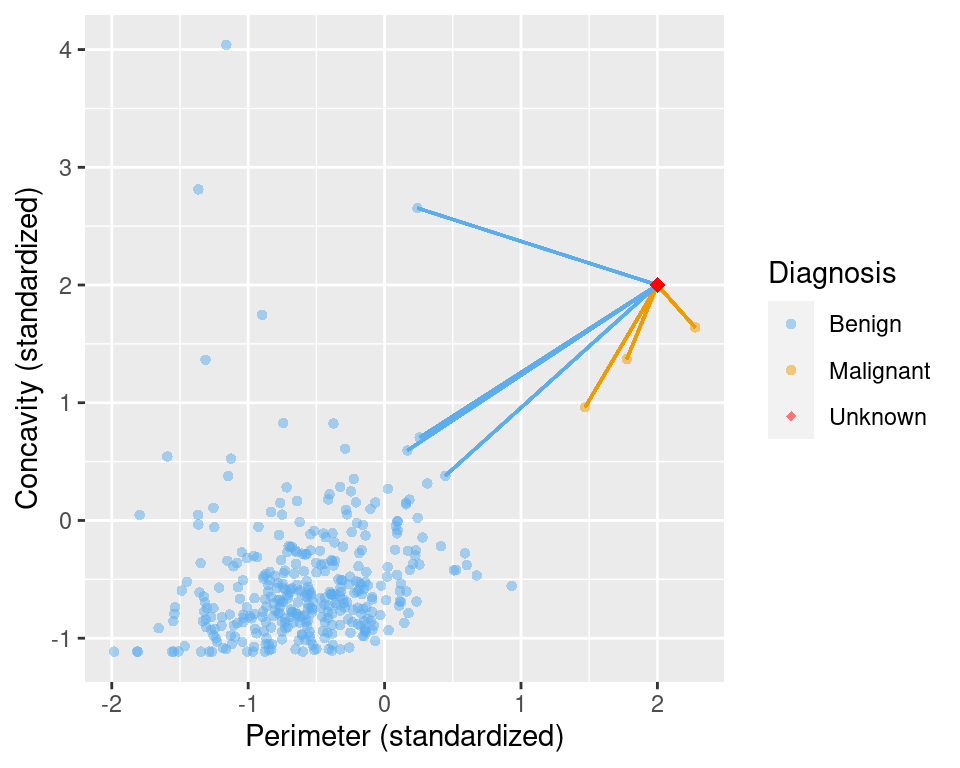 4
3
2
1
0
-1
-2
-1
0
1
2
Perimeter (standardized)
Concavity (standardized)
Diagnosis
Benign
Malignant
Unknown